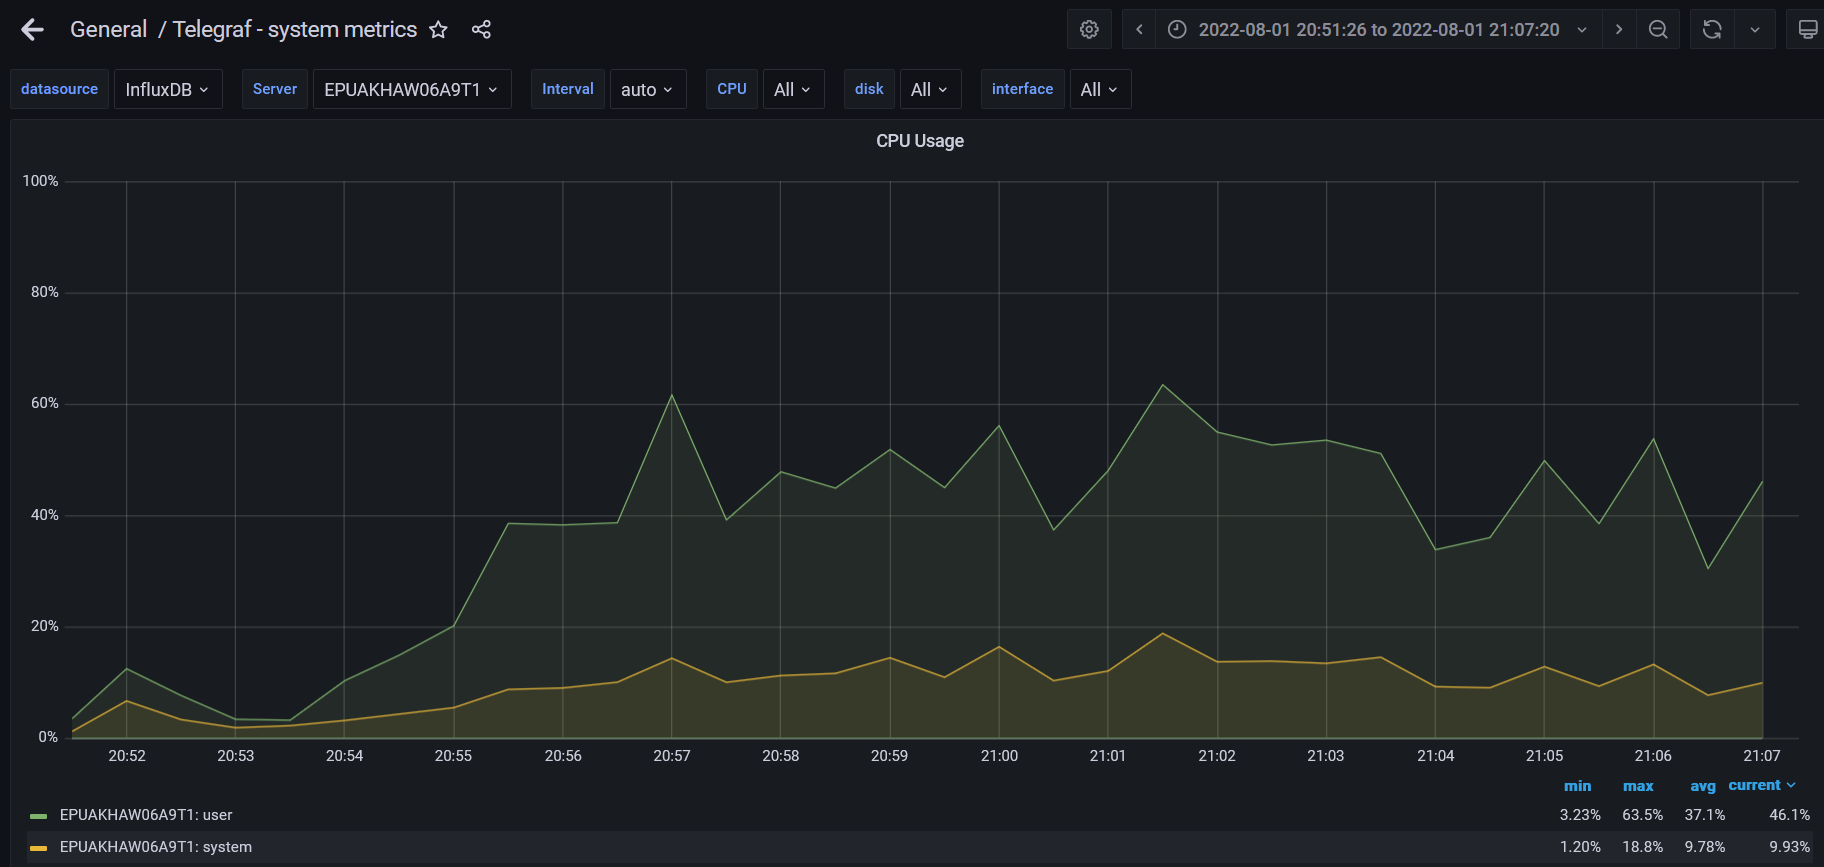 General / Telegraf - system metrics 2022-08-01 20:51:26 to 2022-08-01 21:07:20
datasource InfluxDB Server EPUAKHAW06A9T1 Interval auto CPU All disk All interface All
CPU Usage
100%
80%
60%
40%
20%
0%
20:52 20:53 20:54 20:55 20:56 20:57 20:58 20:59 21:00 21:01 21:02 21:03 21:04 21:05 21:06 21:07
min max avg current
EPUAKHAW06A9T1: user 3.23% 63.5% 37.1% 46.1%
EPUAKHAW06A9T1: system 1.20% 18.8% 9.78% 9.93%